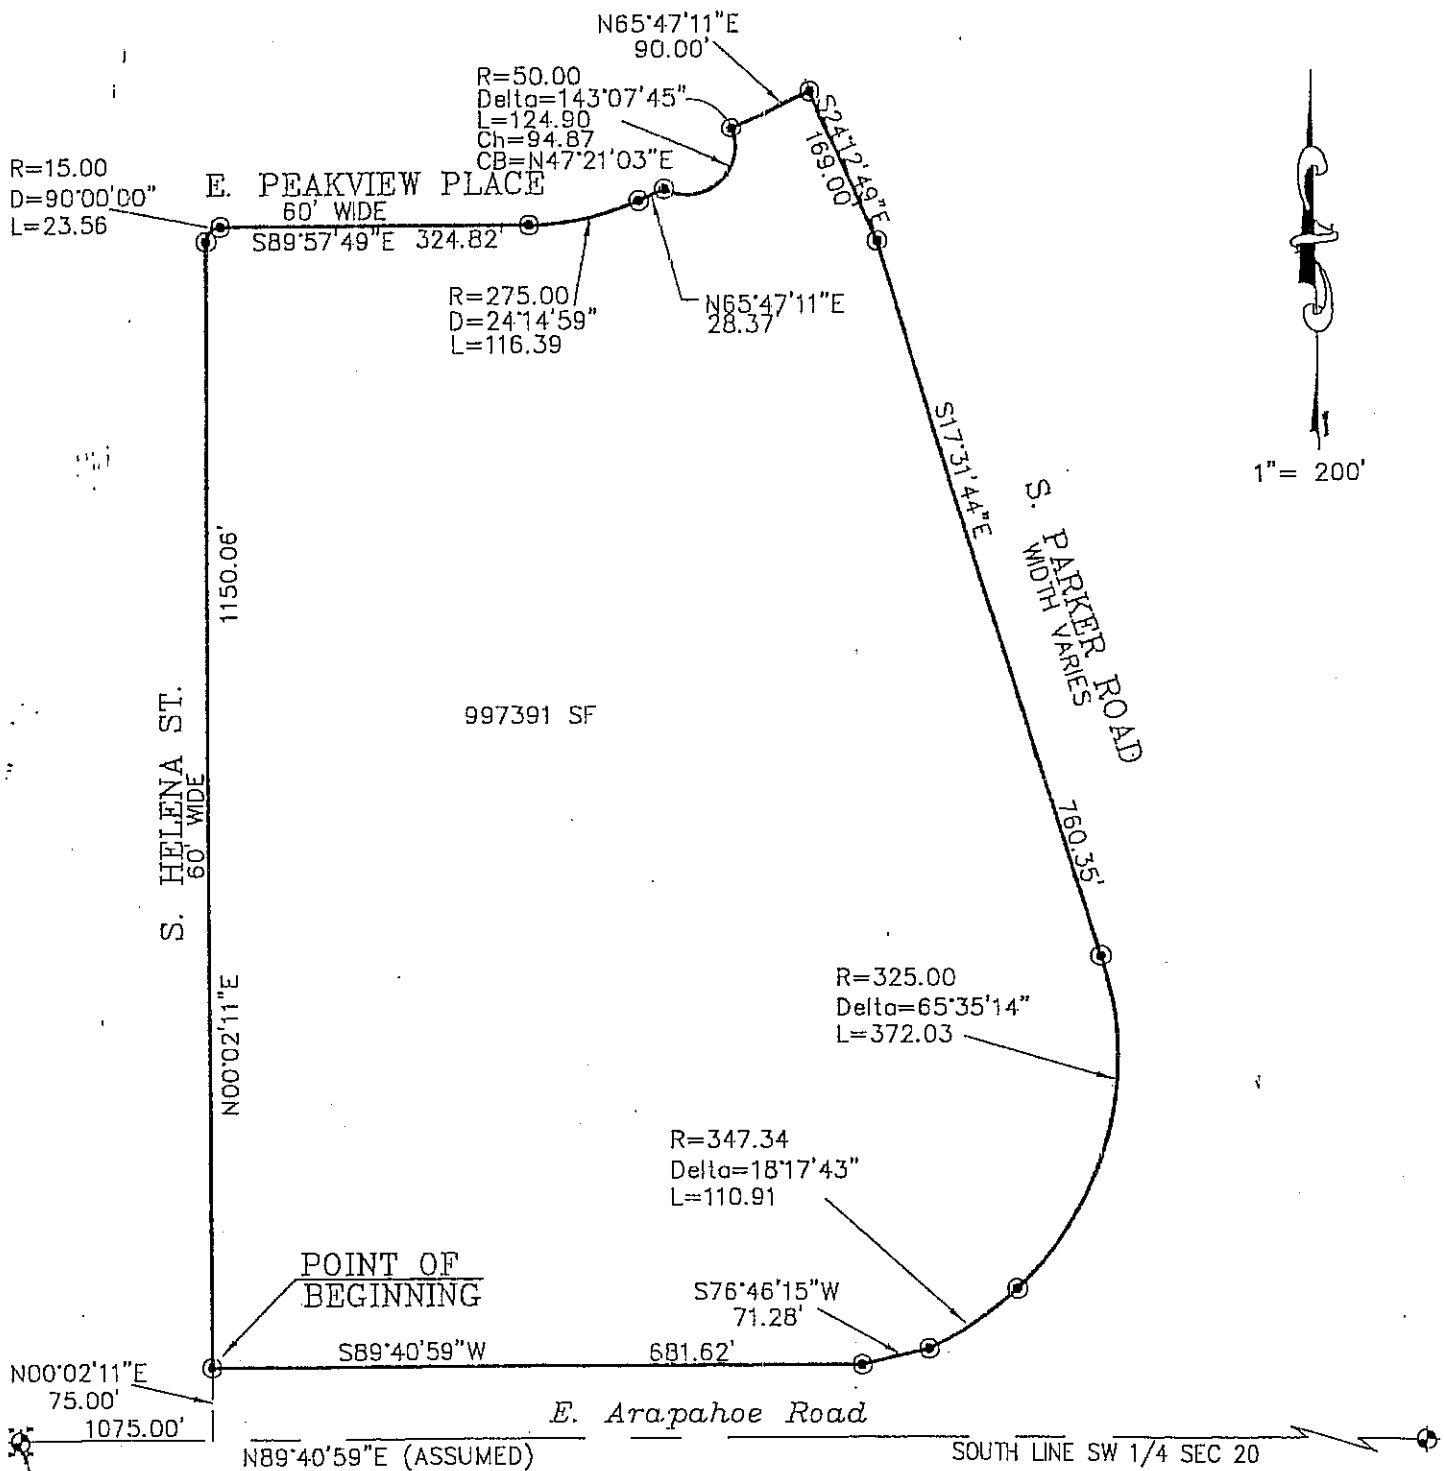 N65°47'11"E
90.00'
R=50.00
Delta=143°07'45"
L=124.90
Ch=94.87
CB=N47°21'03"E
S24°12'49"E
169.00'
R=15.00
D=90°00'00"
L=23.56
E. PEAKVIEW PLACE
60' WIDE
S89°57'49"E 324.82'
R=275.00
D=24°14'59"
L=116.39
N65°47'11"E
28.37'
1"= 200'
S17°31'44"E
760.35'
S. PARKER ROAD
WIDTH VARIES
1150.06'
N00°02'11"E
S. HELENA ST.
60' WIDE
997391 SF
R=325.00
Delta=65°35'14"
L=372.03
R=347.34
Delta=18°17'43"
L=110.91
POINT OF
BEGINNING
S76°46'15"W
71.28'
S89°40'59"W 681.62'
N00°02'11"E
75.00'
1075.00'
E. Arapahoe Road
N89°40'59"E (ASSUMED)
SOUTH LINE SW 1/4 SEC 20